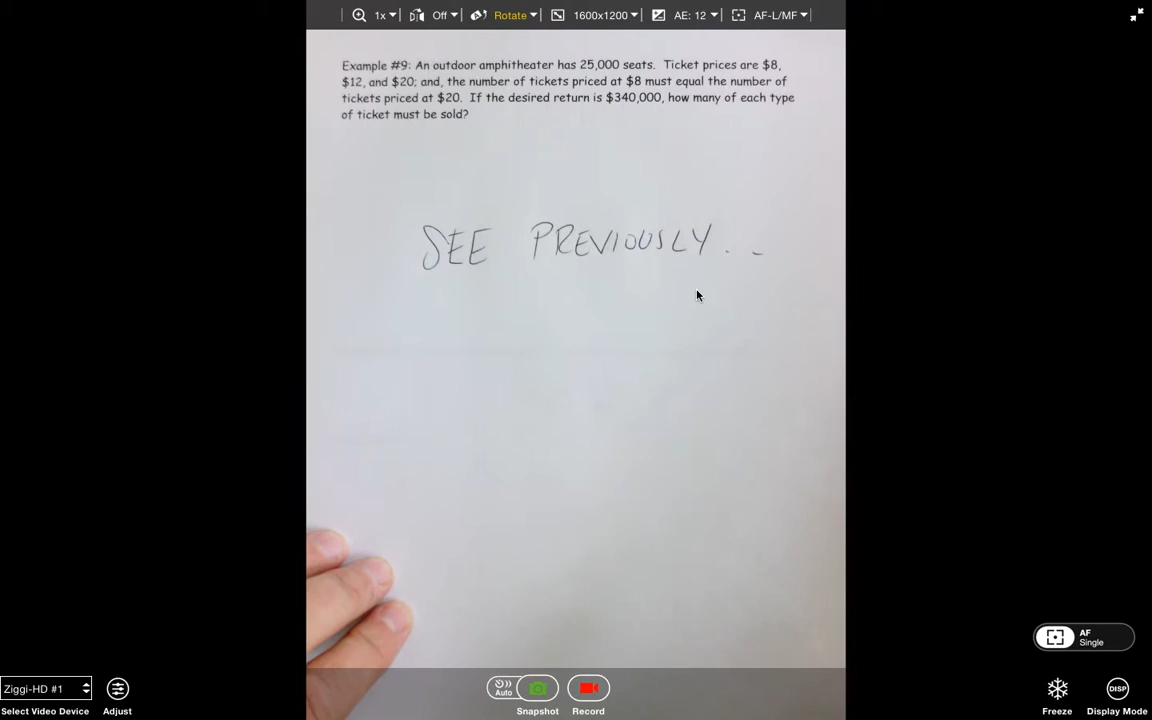 1x Off Rotate 1600x1200 AE: 12 AF-L/MF
Example #9: An outdoor amphitheater has 25,000 seats. Ticket prices are $8,
$12, and $20; and, the number of tickets priced at $8 must equal the number of
tickets priced at $20. If the desired return is $340,000, how many of each type
of ticket must be sold?
SEE PREVIOUSLY...
AF
Single
Ziggi-HD #1
Select Video Device
Adjust
Auto
Snapshot
Record
Freeze
DISP
Display Mode